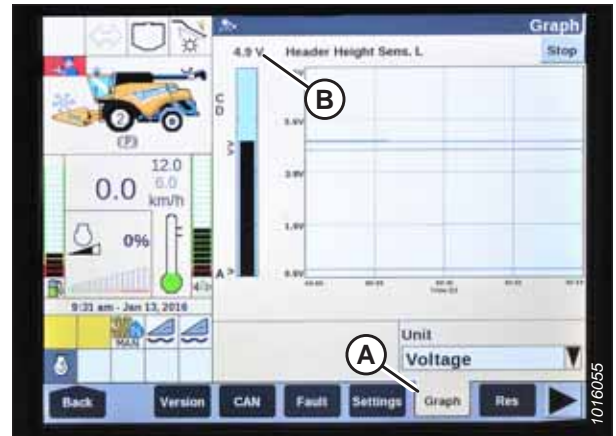 Graph
4.9 V
Header Height Sens. L
Stop
B
C
D
2
(P)
12.0
6.0
km/h
0.0
0%
A
9:31 am - Jan 13, 2016
MAN
Unit
A
Voltage
Back
Version
CAN
Fault
Settings
Graph
Res
1016055